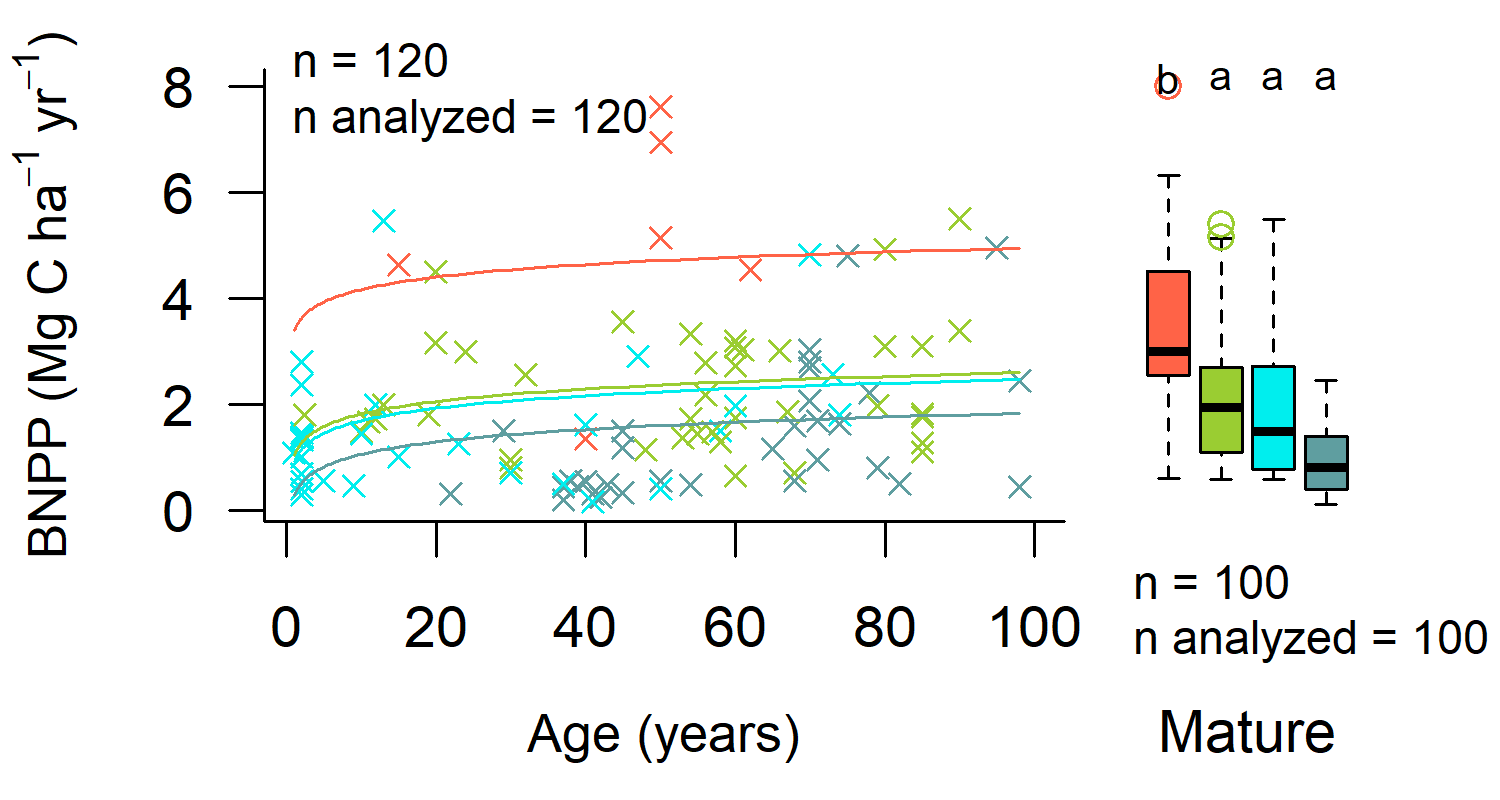 n = 120
n analyzed = 120
BNPP (Mg C ha⁻¹ yr⁻¹)
8
6
4
2
0
0 20 40 60 80 100
Age (years)
b a a a
n = 100
n analyzed = 100
Mature